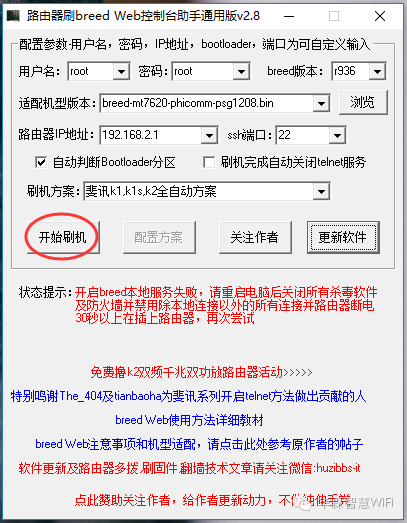 路由器刷breed Web控制台助手通用版v2.8
配置参数-用户名，密码，IP地址，bootloader，端口为可自定义输入
用户名： root 密码： root breed版本： r936
适配机型版本： breed-mt7620-phicomm-psg1208.bin 浏览
路由器IP地址： 192.168.2.1 ssh端口： 22
自动判断Bootloader分区 刷机完成自动关闭telnet服务
刷机方案： 斐讯k1,k1s,k2全自动方案
开始刷机 配置方案 关注作者 更新软件
状态提示： 开启breed本地服务失败，请重启电脑后关闭所有杀毒软件
及防火墙并禁用除本地连接以外的所有连接并路由器断电
30秒以上在插上路由器，再次尝试
免费撸k2双频千兆双功放路由器活动>>>>>
特别鸣谢The_404及tianbaoha为斐讯系列开启telnet方法做出贡献的人
breed Web使用方法详细教材
breed Web注意事项和机型适配，请点击此处参考原作者的帖子
软件更新及路由器多拨,刷固件,翻墙技术文章请关注微信:huzibbs-it
点此赞助关注作者，给作者更新动力，不做纯伸手党
智慧WiFi